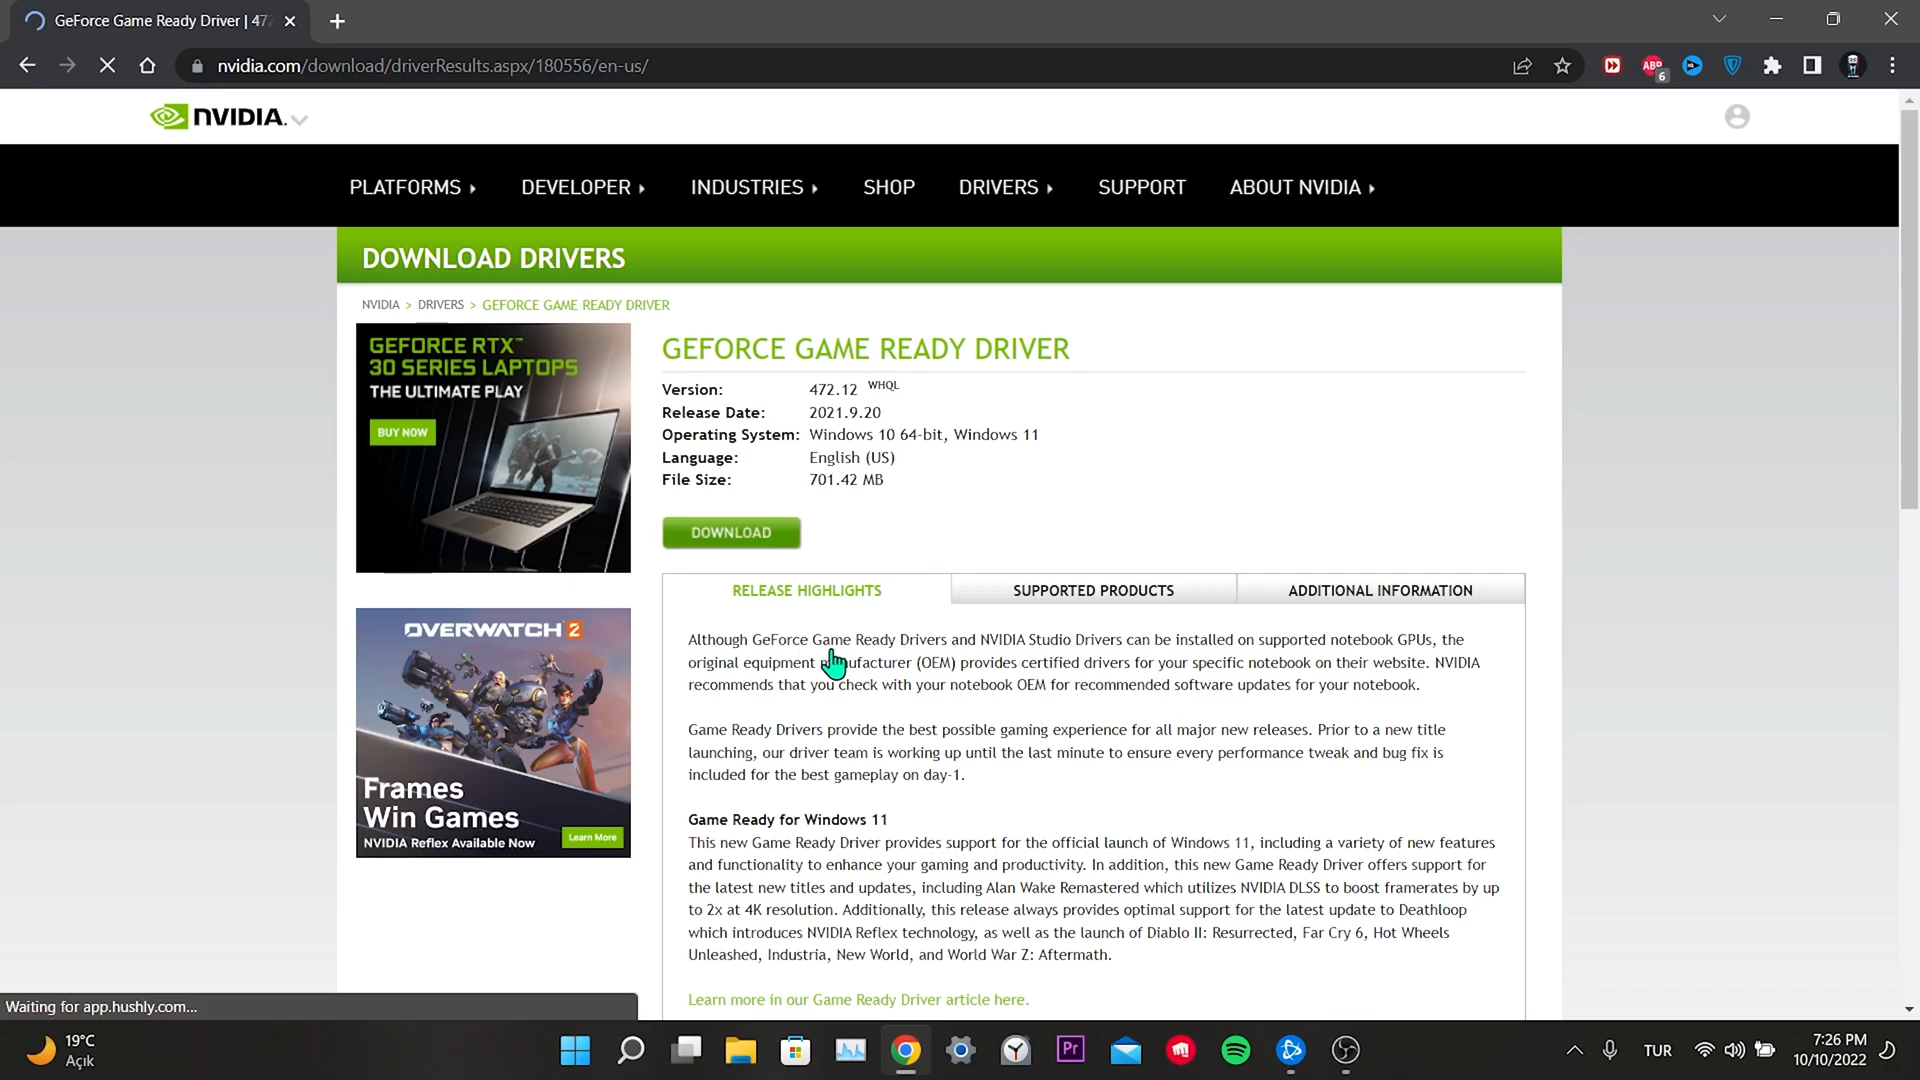 GeForce Game Ready Driver | 472
nvidia.com/download/driverResults.aspx/180556/en-us/
ABP
6
NVIDIA.
PLATFORMS
DEVELOPER
INDUSTRIES
SHOP
DRIVERS
SUPPORT
ABOUT NVIDIA
DOWNLOAD DRIVERS
NVIDIA > DRIVERS > GEFORCE GAME READY DRIVER
GEFORCE RTX™
30 SERIES LAPTOPS
THE ULTIMATE PLAY
BUY NOW
GEFORCE GAME READY DRIVER
Version: 472.12 WHQL
Release Date: 2021.9.20
Operating System: Windows 10 64-bit, Windows 11
Language: English (US)
File Size: 701.42 MB
DOWNLOAD
RELEASE HIGHLIGHTS
SUPPORTED PRODUCTS
ADDITIONAL INFORMATION
Although GeForce Game Ready Drivers and NVIDIA Studio Drivers can be installed on supported notebook GPUs, the
original equipment manufacturer (OEM) provides certified drivers for your specific notebook on their website. NVIDIA
recommends that you check with your notebook OEM for recommended software updates for your notebook.
Game Ready Drivers provide the best possible gaming experience for all major new releases. Prior to a new title
launching, our driver team is working up until the last minute to ensure every performance tweak and bug fix is
included for the best gameplay on day-1.
Game Ready for Windows 11
This new Game Ready Driver provides support for the official launch of Windows 11, including a variety of new features
and functionality to enhance your gaming and productivity. In addition, this new Game Ready Driver offers support for
the latest new titles and updates, including Alan Wake Remastered which utilizes NVIDIA DLSS to boost framerates by up
to 2x at 4K resolution. Additionally, this release always provides optimal support for the latest update to Deathloop
which introduces NVIDIA Reflex technology, as well as the launch of Diablo II: Resurrected, Far Cry 6, Hot Wheels
Unleashed, Industria, New World, and World War Z: Aftermath.
Learn more in our Game Ready Driver article here.
OVERWATCH 2
Frames
Win Games
NVIDIA Reflex Available Now
Learn More
Waiting for app.hushly.com...
19°C
Açık
Pr
TUR
7:26 PM
10/10/2022